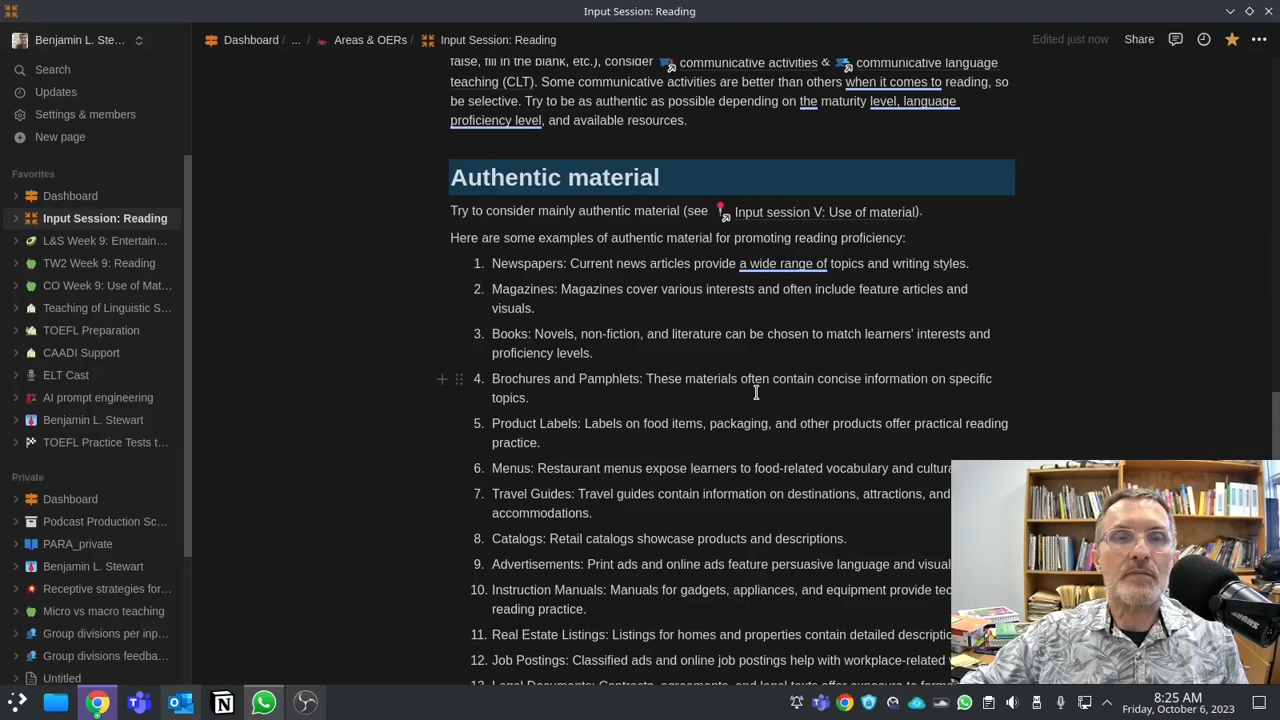 Input Session: Reading
Benjamin L. Ste...
Dashboard / ... / Areas & OERs / Input Session: Reading
Edited just now Share
Search
Updates
Settings & members
New page
Favorites
Dashboard
Input Session: Reading
L&S Week 9: Entertain...
TW2 Week 9: Reading
CO Week 9: Use of Mat...
Teaching of Linguistic S...
TOEFL Preparation
CAADI Support
ELT Cast
AI prompt engineering
Benjamin L. Stewart
TOEFL Practice Tests t...
Private
Dashboard
Podcast Production Sc...
PARA_private
Benjamin L. Stewart
Receptive strategies for...
Micro vs macro teaching
Group divisions per inp...
Group divisions feedba...
Untitled
false, fill in the blank, etc.), consider communicative activities & communicative language
teaching (CLT). Some communicative activities are better than others when it comes to reading, so
be selective. Try to be as authentic as possible depending on the maturity level, language
proficiency level, and available resources.
Authentic material
Try to consider mainly authentic material (see Input session V: Use of material).
Here are some examples of authentic material for promoting reading proficiency:
1. Newspapers: Current news articles provide a wide range of topics and writing styles.
2. Magazines: Magazines cover various interests and often include feature articles and
visuals.
3. Books: Novels, non-fiction, and literature can be chosen to match learners' interests and
proficiency levels.
4. Brochures and Pamphlets: These materials often contain concise information on specific
topics.
5. Product Labels: Labels on food items, packaging, and other products offer practical reading
practice.
6. Menus: Restaurant menus expose learners to food-related vocabulary and
7. Travel Guides: Travel guides contain information on destinations, attractions, and
accommodations.
8. Catalogs: Retail catalogs showcase products and descriptions.
9. Advertisements: Print ads and online ads feature persuasive language and
10. Instruction Manuals: Manuals for gadgets, appliances, and equipment provide
reading practice.
11. Real Estate Listings: Listings for homes and properties contain detailed
12. Job Postings: Classified ads and online job postings help with workplace-related
8:25 AM
Friday, October 6, 2023